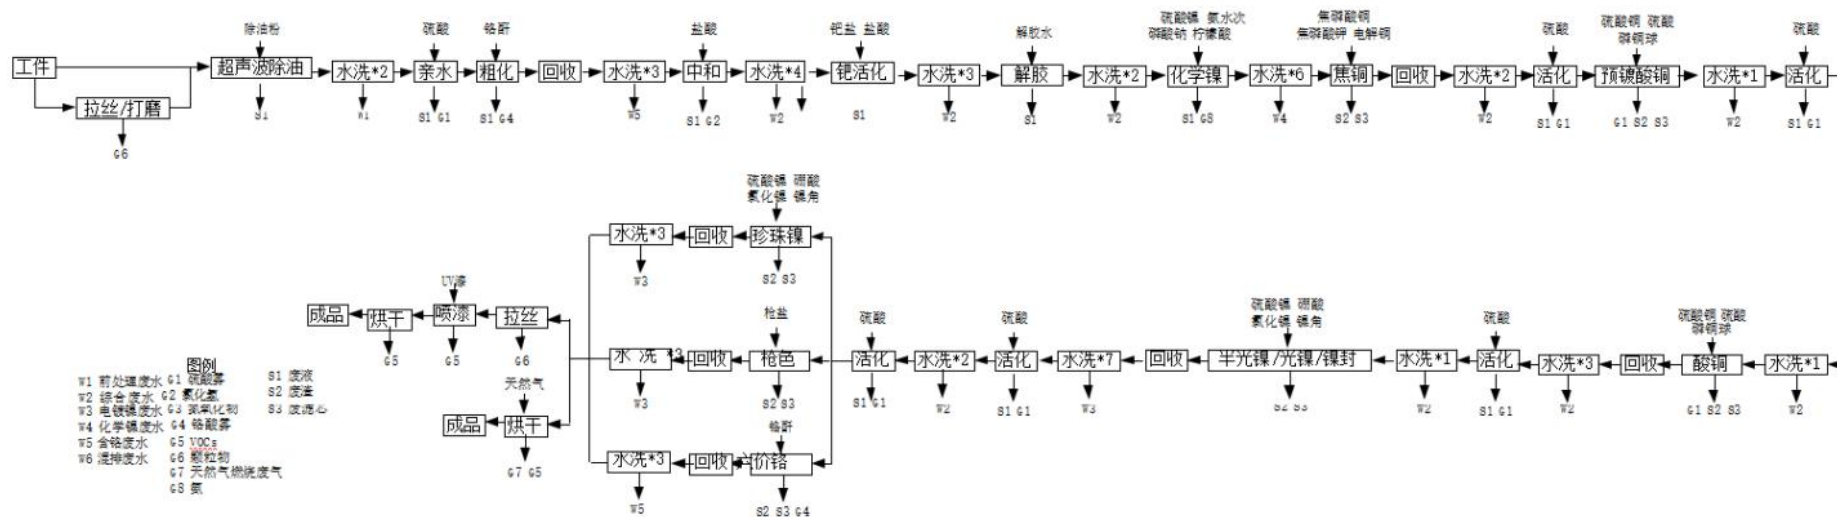 除油粉
硫酸
铬酐
盐酸
钯盐 盐酸
解胶水
硫酸镍 氨水次
磷酸钠 柠檬酸
焦磷酸铜
焦磷酸钾 电解铜
硫酸
硫酸铜 硫酸
磷铜球
硫酸
工件
超声波除油
水洗*2
亲水
粗化
回收
水洗*3
中和
水洗*4
钯活化
水洗*3
解胶
水洗*2
化学镍
水洗*6
焦铜
回收
水洗*2
活化
预镀酸铜
水洗*1
活化
拉丝/打磨
G6
S1
W1
S1 G1
S1 G4
W5
S1 G2
W2
S1
W2
S1
W2
S1 G8
W4
S2 S3
W2
S1 G1
G1 S2 S3
W2
S1 G1
硫酸镍 硼酸
氯化镍 镍角
水洗*3
回收
珍珠镍
W3
S2 S3
UV漆
成品
烘干
喷漆
拉丝
G5
G5
G6
枪盐
硫酸
硫酸
硫酸镍 硼酸
氯化镍 镍角
硫酸
硫酸铜 硫酸
磷铜球
水 洗 *3
回收
枪色
活化
水洗*2
活化
水洗*7
回收
半光镍/光镍/镍封
水洗*1
活化
水洗*3
回收
酸铜
水洗*1
W3
S2 S3
S1 G1
W2
S1 G1
W3
S2 S3
W2
S1 G1
W2
G1 S2 S3
W2
天然气
成品
烘干
G7 G5
铬酐
水洗*3
回收
六价铬
W5
S2 S3 G4
图例
W1 前处理废水 G1 硫酸雾 S1 废液
W2 综合废水 G2 氯化氢 S2 废渣
W3 电镀镍废水 G3 氮氧化物 S3 废滤芯
W4 化学镍废水 G4 铬酸雾
W5 含铬废水 G5 VOCs
W6 混排废水 G6 颗粒物
G7 天然气燃烧废气
G8 氨